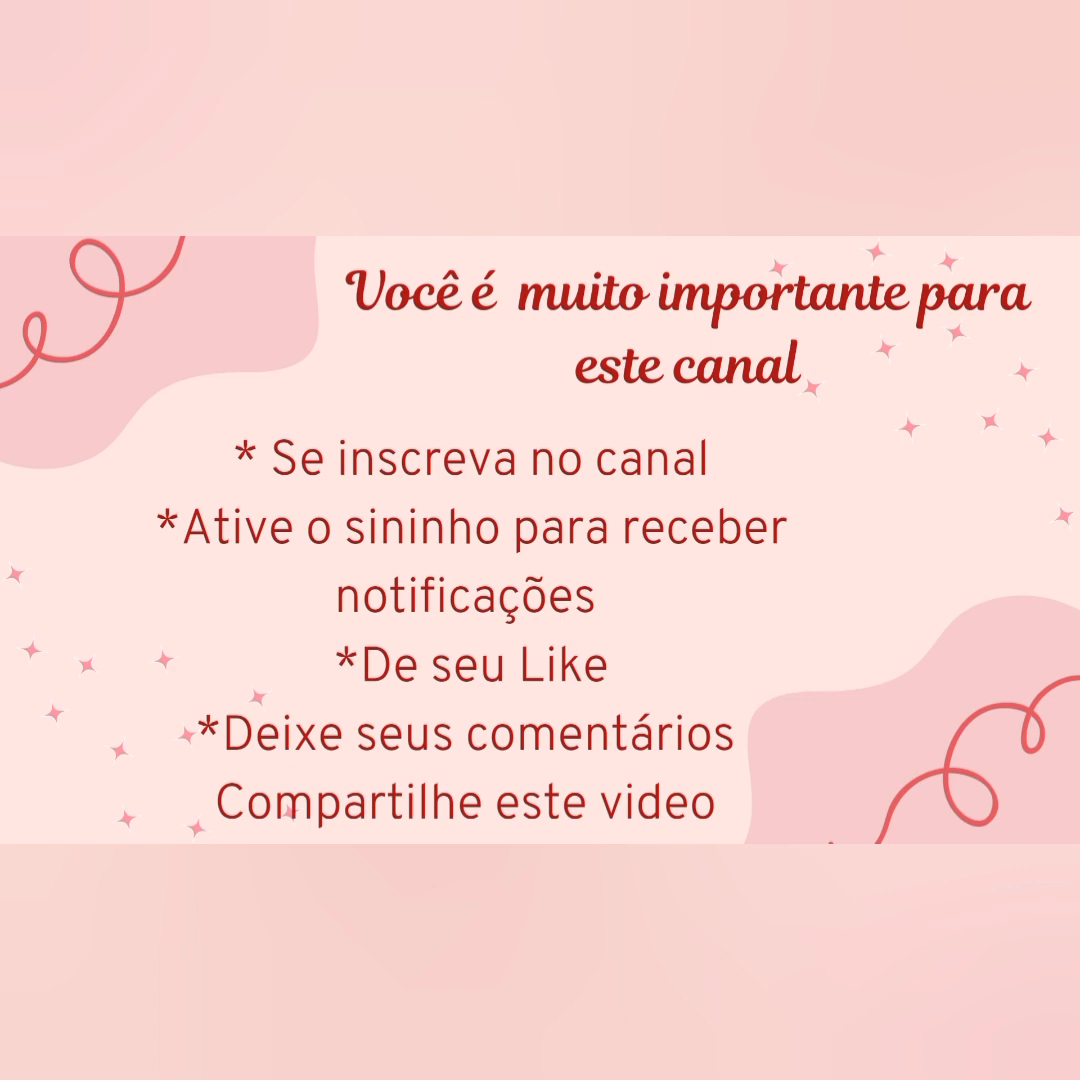 Você é muito importante para
este canal
* Se inscreva no canal
*Ative o sininho para receber
notificações
*De seu Like
*Deixe seus comentários
Compartilhe este video